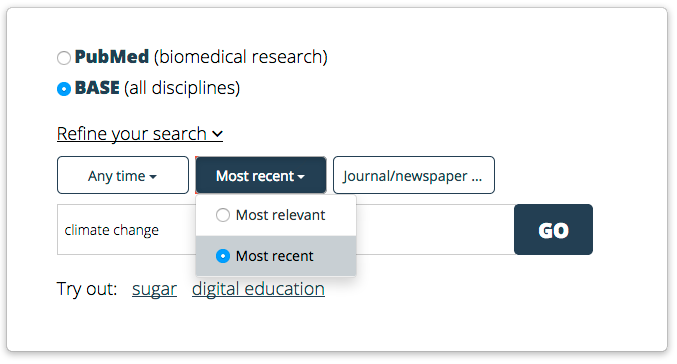 PubMed (biomedical research)
BASE (all disciplines)
Refine your search
Any time Most recent Journal/newspaper ...
Most relevant
climate change GO
Most recent
Try out: sugar digital education